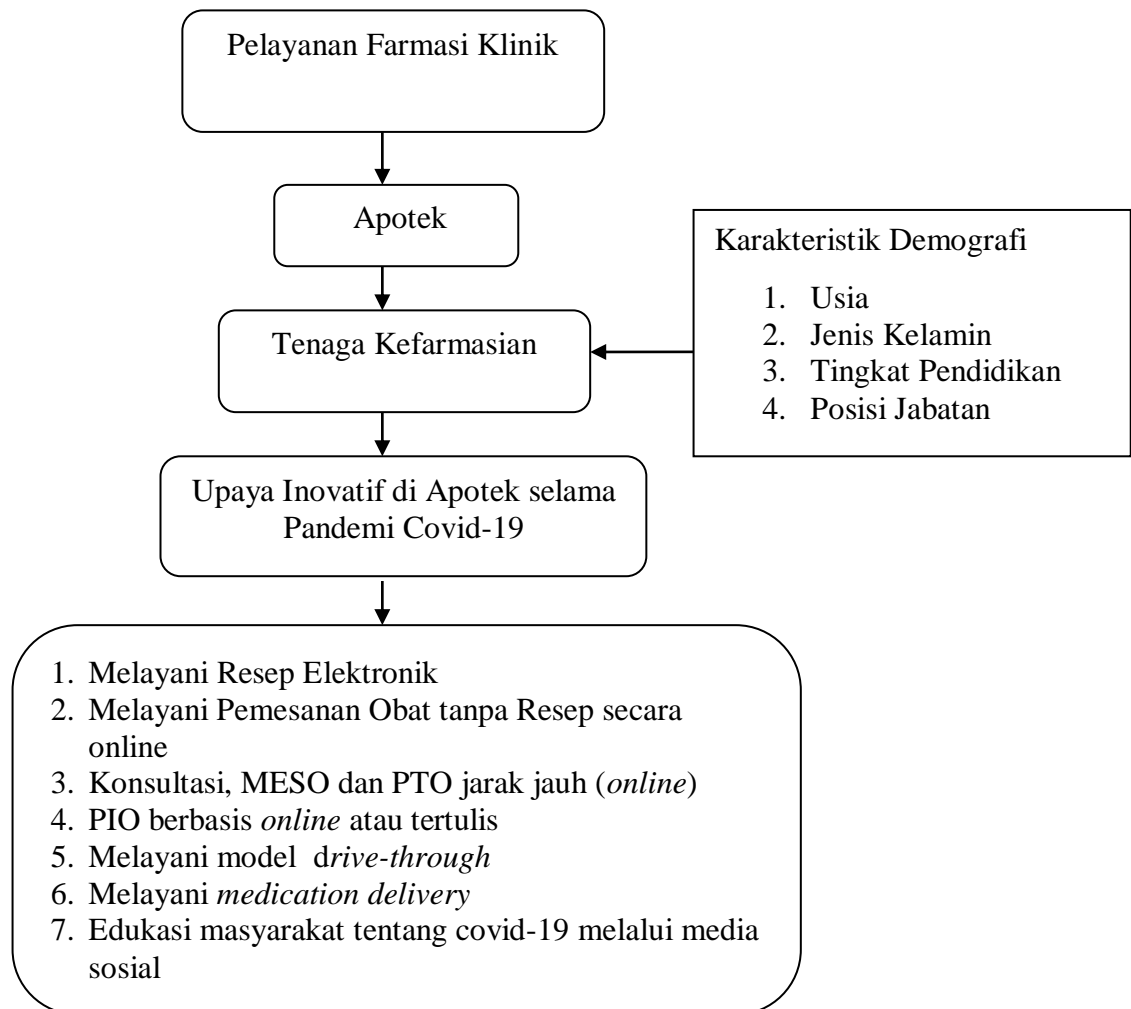 Pelayanan Farmasi Klinik
Apotek
Karakteristik Demografi
1. Usia
2. Jenis Kelamin
3. Tingkat Pendidikan
4. Posisi Jabatan
Tenaga Kefarmasian
Upaya Inovatif di Apotek selama
Pandemi Covid-19
1. Melayani Resep Elektronik
2. Melayani Pemesanan Obat tanpa Resep secara
online
3. Konsultasi, MESO dan PTO jarak jauh (online)
4. PIO berbasis online atau tertulis
5. Melayani model drive-through
6. Melayani medication delivery
7. Edukasi masyarakat tentang covid-19 melalui media
sosial